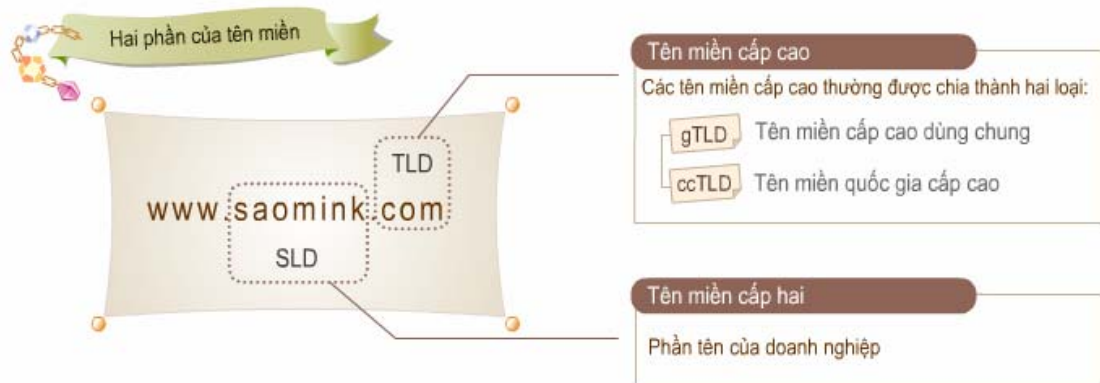 Hai phần của tên miền
Tên miền cấp cao
Các tên miền cấp cao thường được chia thành hai loại:
gTLD Tên miền cấp cao dùng chung
ccTLD Tên miền quốc gia cấp cao
TLD
www.saomink.com
SLD
Tên miền cấp hai
Phần tên của doanh nghiệp